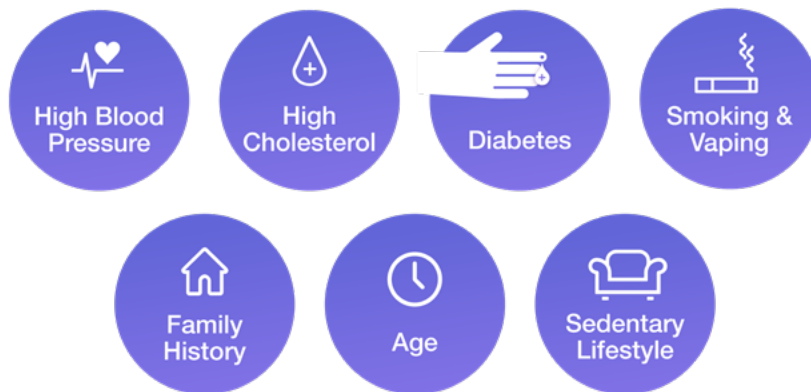 High Blood
Pressure
High
Cholesterol
Diabetes
Smoking &
Vaping
Family
History
Age
Sedentary
Lifestyle